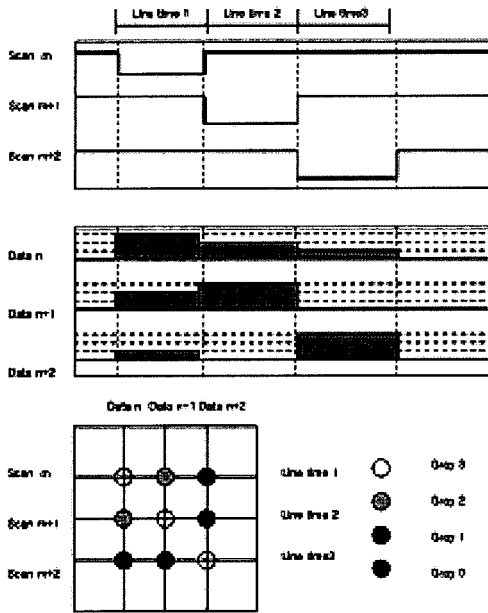 Line time 1 Line time 2 Line time3
Scan m
Scan m+1
Scan m+2
Data n
Data n+1
Data n+2
Data n Data n+1 Data n+2
Scan m
Scan m+1
Scan m+2
Line time 1
Line time 2
Line time3
Gray 3
Gray 2
Gray 1
Gray 0